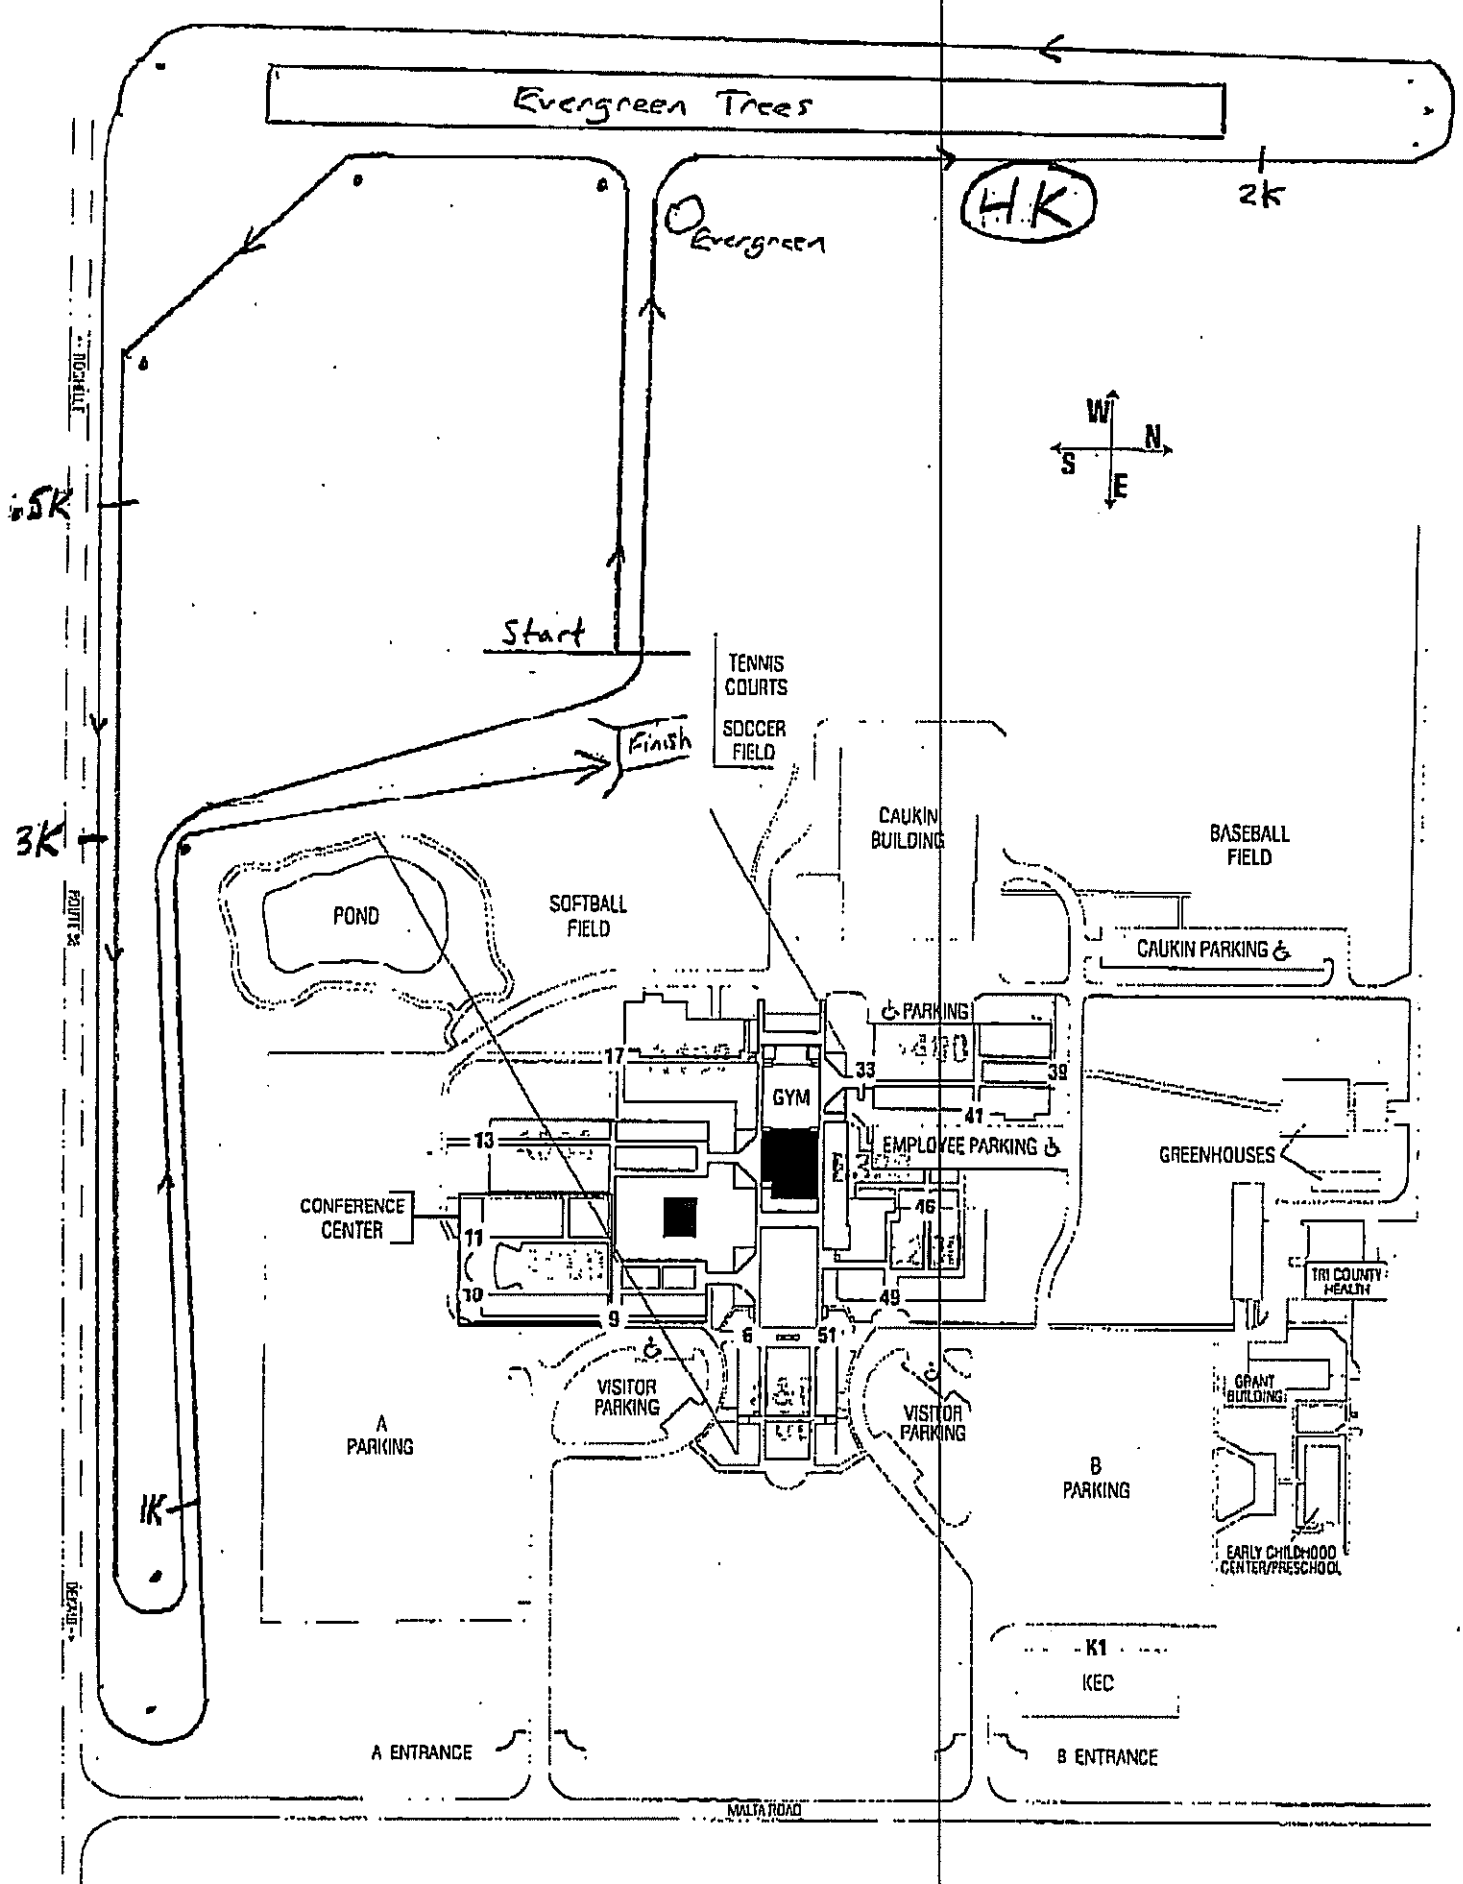 Evergreen Trees
4K
2K
Evergreen
W
N
S
E
.5K
Start
TENNIS
COURTS
SOCCER
FIELD
Finish
3K
CAUKIN
BUILDING
BASEBALL
FIELD
POND
SOFTBALL
FIELD
CAUKIN PARKING
PARKING
17
33
39
GYM
41
13
EMPLOYEE PARKING
GREENHOUSES
CONFERENCE
CENTER
46
11
TRI COUNTY
HEALTH
10
49
9
6
51
VISITOR
PARKING
GRANT
BUILDING
A
PARKING
VISITOR
PARKING
B
PARKING
1K
EARLY CHILDHOOD
CENTER/PRESCHOOL
K1
KEC
A ENTRANCE
B ENTRANCE
MALTA ROAD